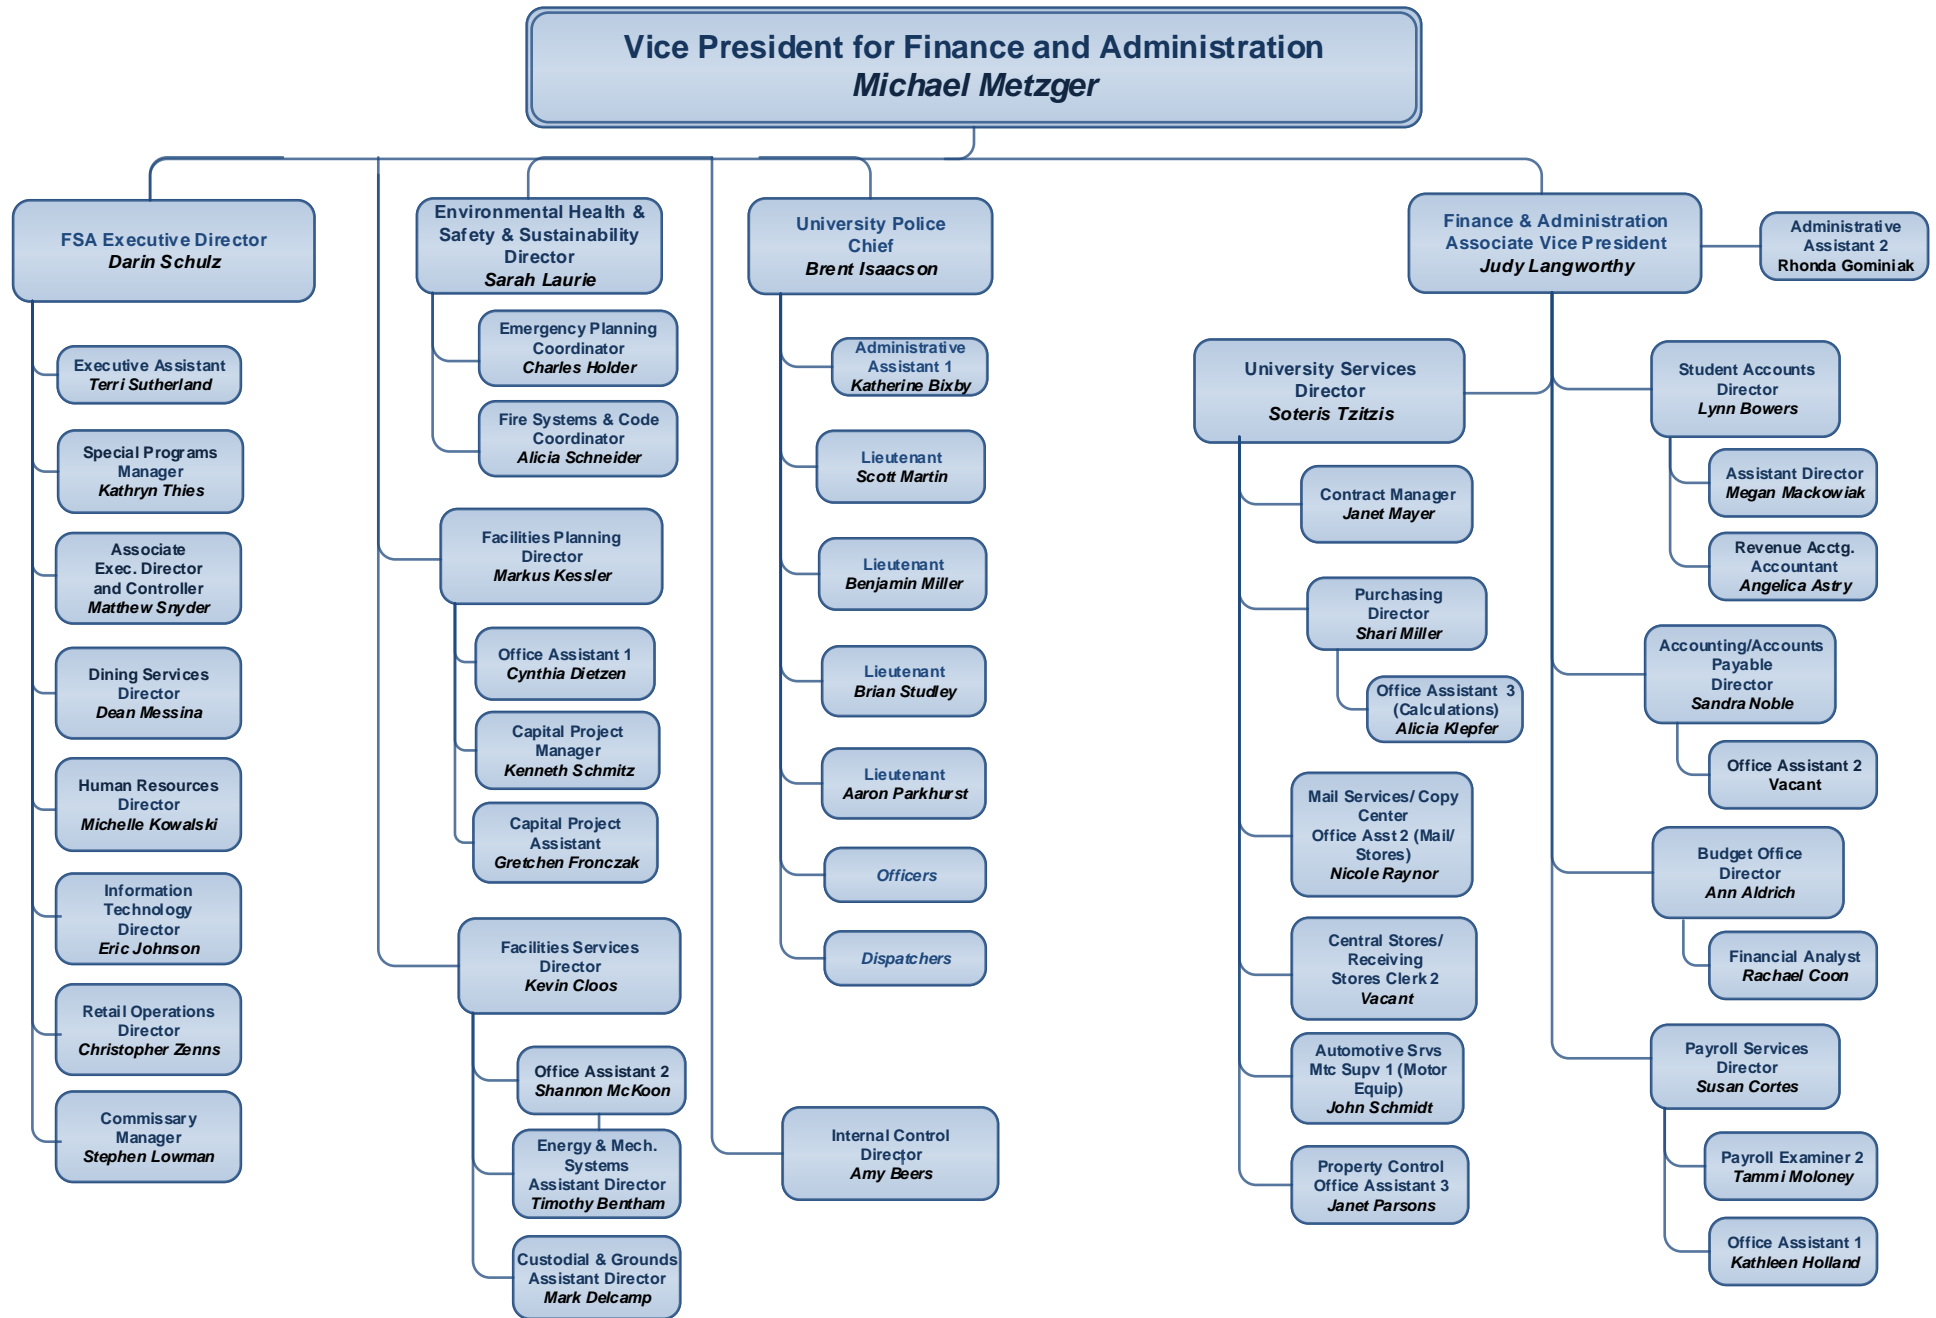 Vice President for Finance and Administration
Michael Metzger
FSA Executive Director
Darin Schulz
Executive Assistant
Terri Sutherland
Special Programs
Manager
Kathryn Thies
Associate
Exec. Director
and Controller
Matthew Snyder
Dining Services
Director
Dean Messina
Human Resources
Director
Michelle Kowalski
Information
Technology
Director
Eric Johnson
Retail Operations
Director
Christopher Zenns
Commissary
Manager
Stephen Lowman
Environmental Health &
Safety & Sustainability
Director
Sarah Laurie
Emergency Planning
Coordinator
Charles Holder
Fire Systems & Code
Coordinator
Alicia Schneider
Facilities Planning
Director
Markus Kessler
Office Assistant 1
Cynthia Dietzen
Capital Project
Manager
Kenneth Schmitz
Capital Project
Assistant
Gretchen Fronczak
Facilities Services
Director
Kevin Cloos
Office Assistant 2
Shannon McKoon
Energy & Mech.
Systems
Assistant Director
Timothy Bentham
Custodial & Grounds
Assistant Director
Mark Delcamp
University Police
Chief
Brent Isaacson
Administrative
Assistant 1
Katherine Bixby
Lieutenant
Scott Martin
Lieutenant
Benjamin Miller
Lieutenant
Brian Studley
Lieutenant
Aaron Parkhurst
Officers
Dispatchers
Internal Control
Director
Amy Beers
Finance & Administration
Associate Vice President
Judy Langworthy
Administrative
Assistant 2
Rhonda Gominiak
University Services
Director
Soteris Tzitzis
Contract Manager
Janet Mayer
Purchasing
Director
Shari Miller
Office Assistant 3
(Calculations)
Alicia Klepfer
Mail Services/ Copy
Center
Office Asst 2 (Mail/
Stores)
Nicole Raynor
Central Stores/
Receiving
Stores Clerk 2
Vacant
Automotive Srvs
Mtc Supv 1 (Motor
Equip)
John Schmidt
Property Control
Office Assistant 3
Janet Parsons
Student Accounts
Director
Lynn Bowers
Assistant Director
Megan Mackowiak
Revenue Acctg.
Accountant
Angelica Astry
Accounting/Accounts
Payable
Director
Sandra Noble
Office Assistant 2
Vacant
Budget Office
Director
Ann Aldrich
Financial Analyst
Rachael Coon
Payroll Services
Director
Susan Cortes
Payroll Examiner 2
Tammi Moloney
Office Assistant 1
Kathleen Holland